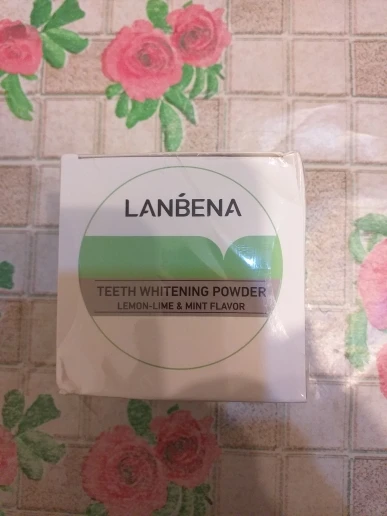 LANBENA
TEETH WHITENING POWDER
LEMON-LIME & MINT FLAVOR